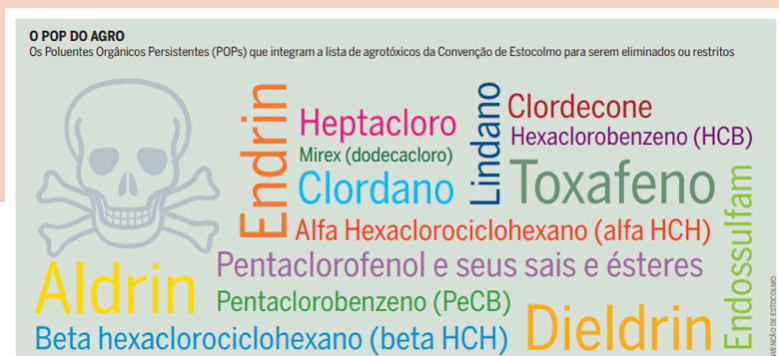 O POP DO AGRO
Os Poluentes Orgânicos Persistentes (POPs) que integram a lista de agrotóxicos da Convenção de Estocolmo para serem eliminados ou restritos
Endrin
Heptacloro
Mirex (dodecacloro)
Clordano
Lindano
Clordecone
Hexaclorobenzeno (HCB)
Toxafeno
Alfa Hexaclorociclohexano (alfa HCH)
Endossulfam
Aldrin
Pentaclorofenol e seus sais e ésteres
Pentaclorobenzeno (PeCB)
Beta hexaclorociclohexano (beta HCH)
Dieldrin
DE ESTOCOLMO